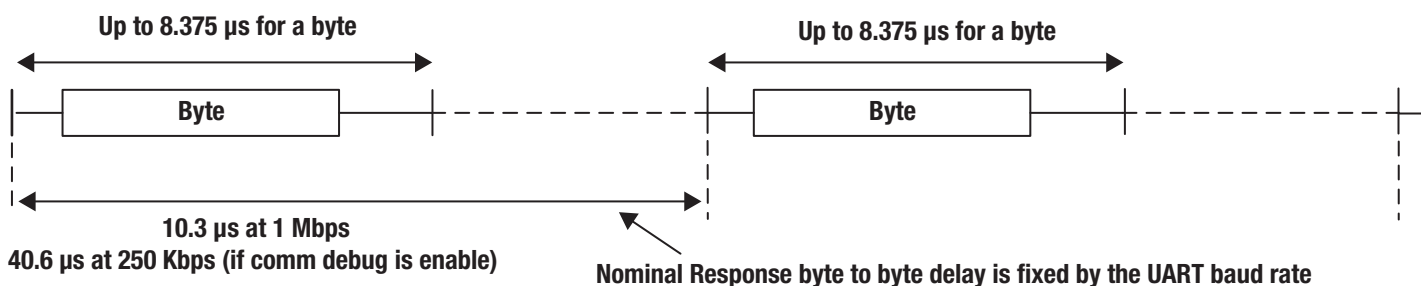 Up to 8.375 µs for a byte
Up to 8.375 µs for a byte
Byte
Byte
10.3 µs at 1 Mbps
40.6 µs at 250 Kbps (if comm debug is enable)
Nominal Response byte to byte delay is fixed by the UART baud rate